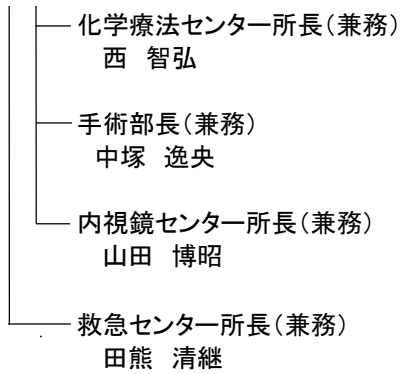 化学療法センター所長（兼務）
西　智弘
手術部長（兼務）
中塚　逸央
内視鏡センター所長（兼務）
山田　博昭
救急センター所長（兼務）
田熊　清継